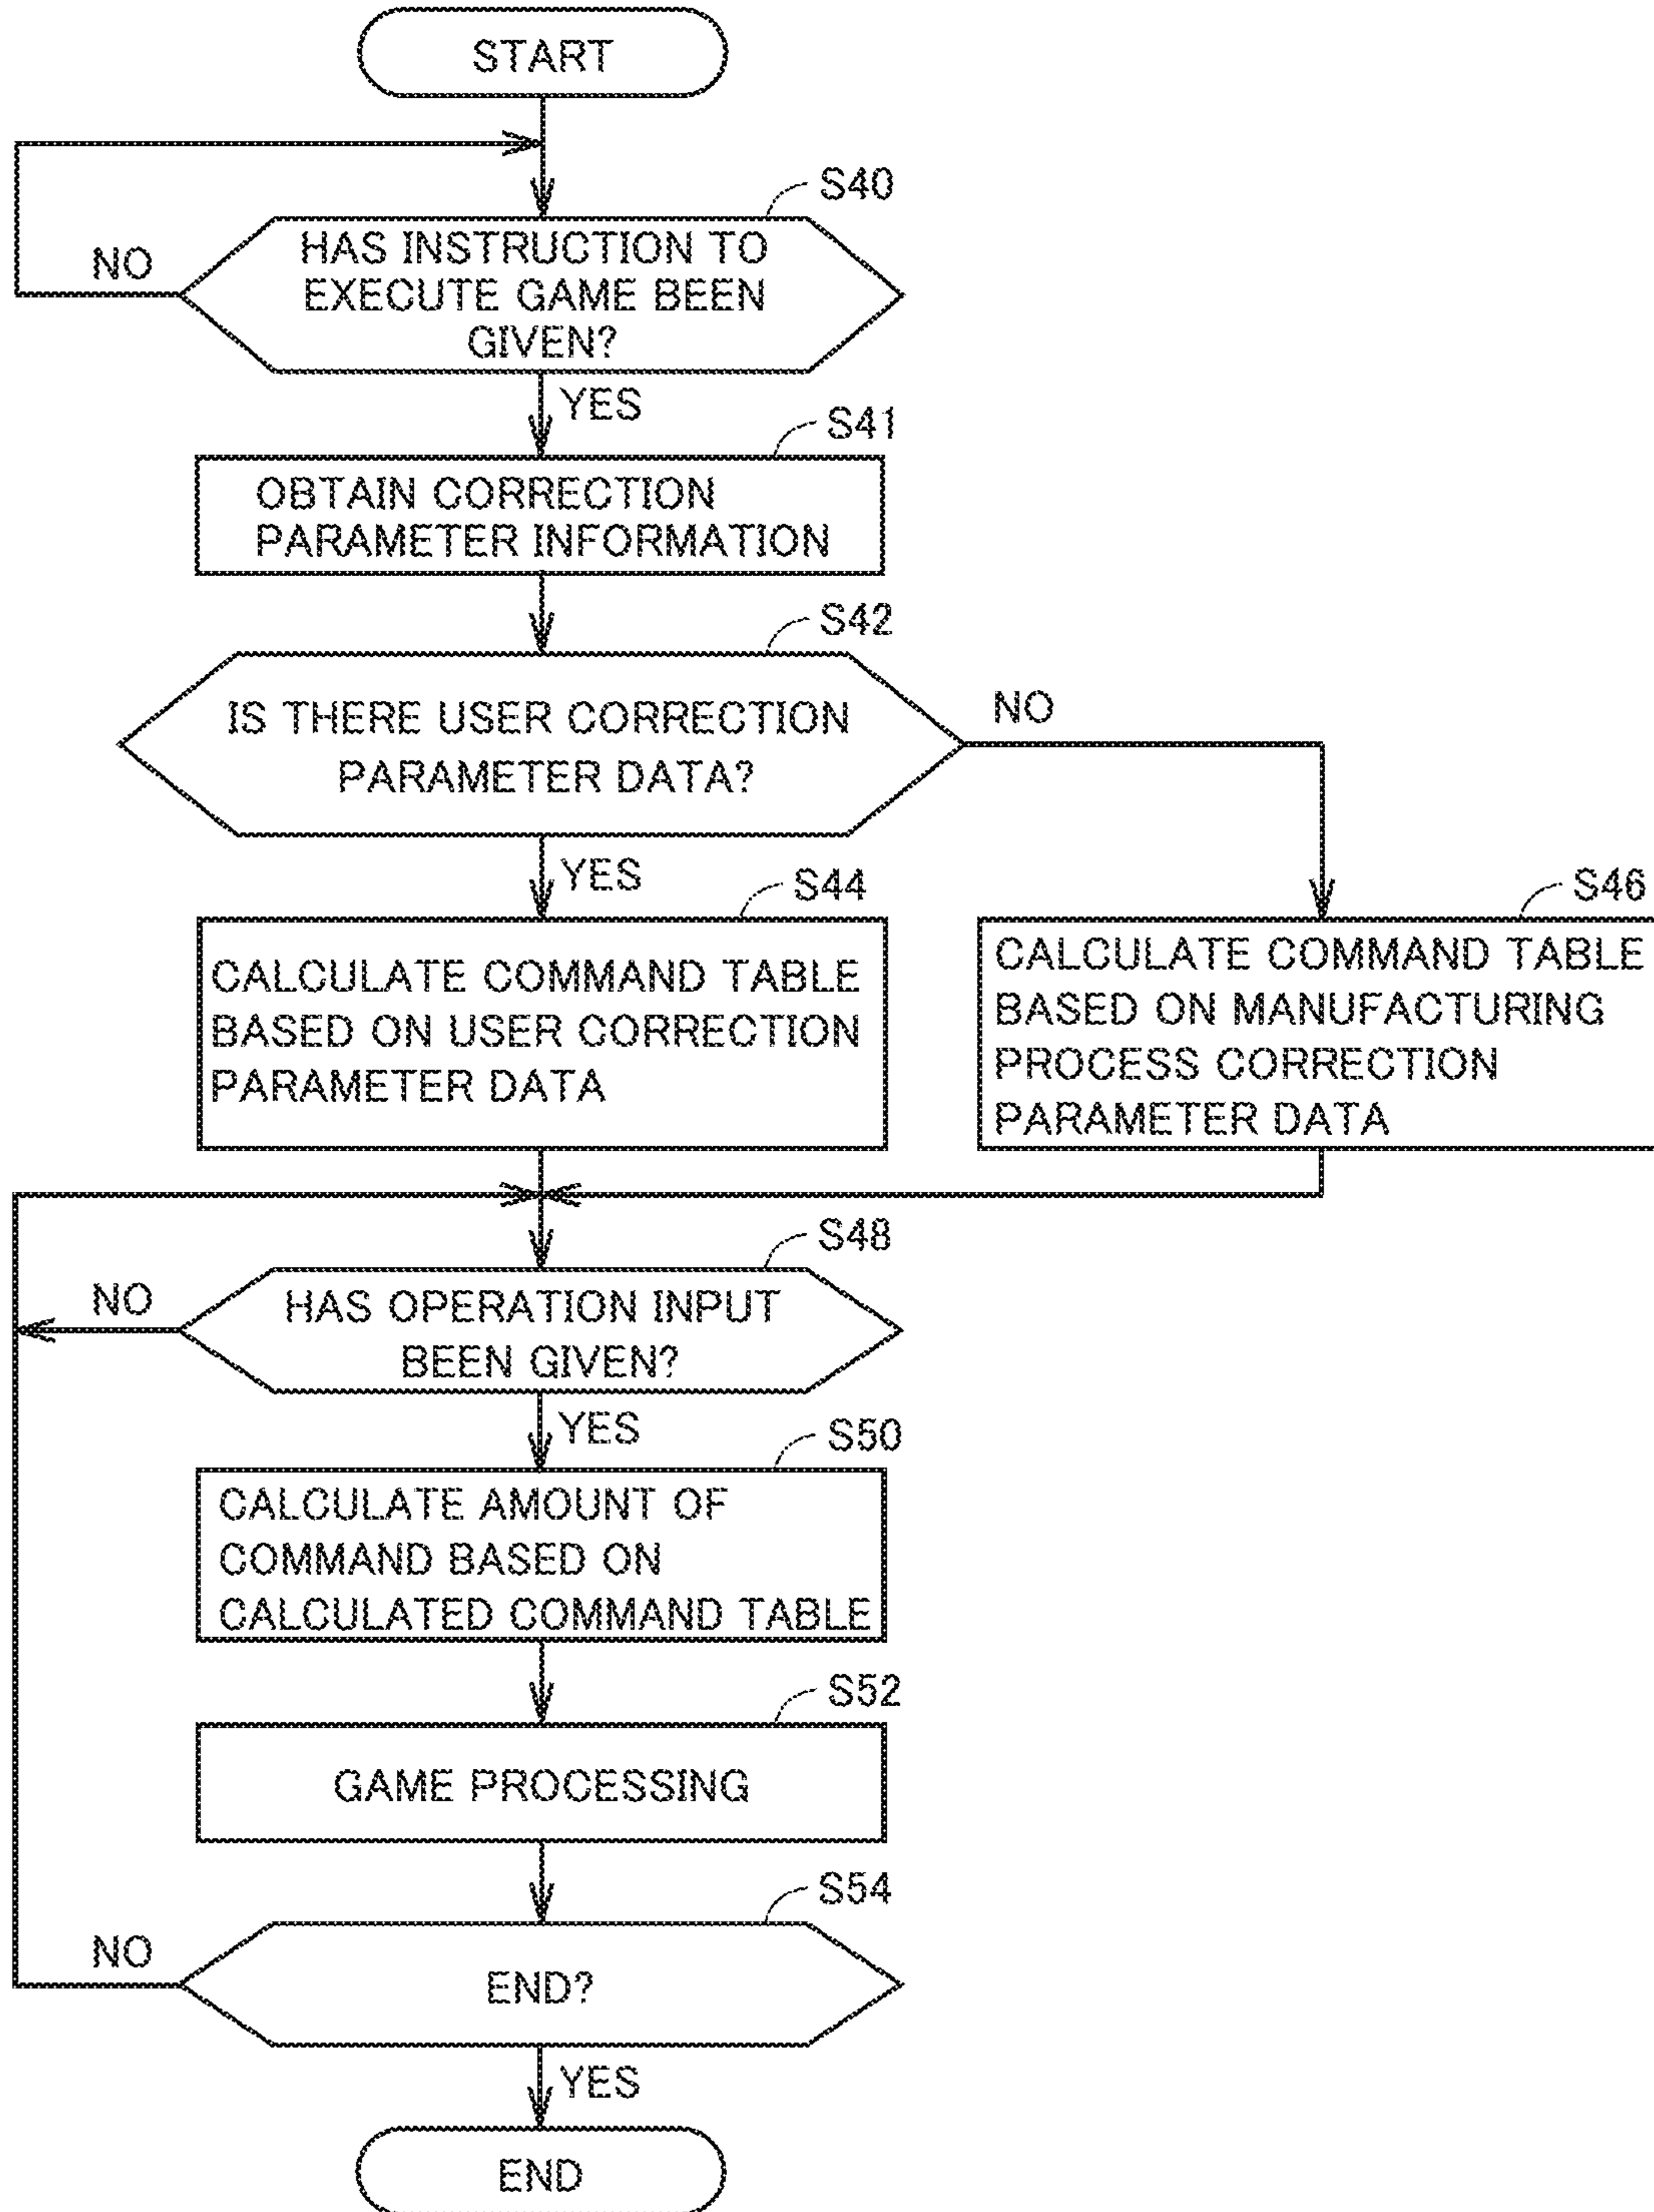 START
S40
NO
HAS INSTRUCTION TO
EXECUTE GAME BEEN
GIVEN?
YES
S41
OBTAIN CORRECTION
PARAMETER INFORMATION
S42
IS THERE USER CORRECTION
PARAMETER DATA?
NO
YES
S44
CALCULATE COMMAND TABLE
BASED ON USER CORRECTION
PARAMETER DATA
S46
CALCULATE COMMAND TABLE
BASED ON MANUFACTURING
PROCESS CORRECTION
PARAMETER DATA
S48
NO
HAS OPERATION INPUT
BEEN GIVEN?
YES
S50
CALCULATE AMOUNT OF
COMMAND BASED ON
CALCULATED COMMAND TABLE
S52
GAME PROCESSING
S54
NO
END?
YES
END